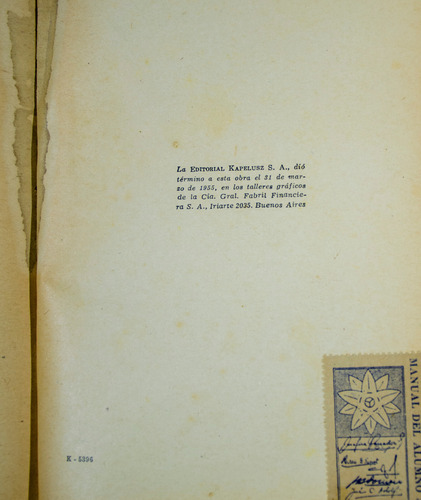 La EDITORIAL KAPELUSZ S. A., dió
término a esta obra el 31 de mar-
zo de 1955, en los talleres gráficos
de la Cía. Gral. Fabril Financie-
ra S. A., Iriarte 2035. Buenos Aires
MANUAL DEL ALUMNO
K - 5396